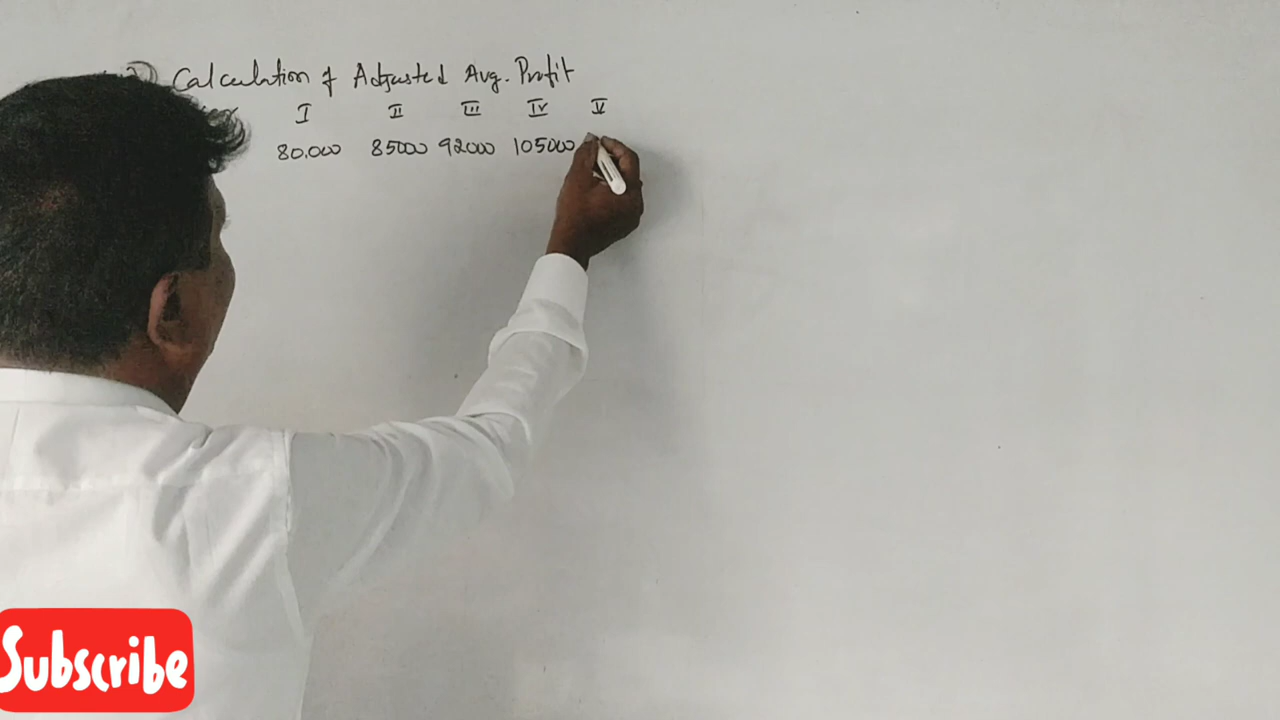 Calculation of Adjusted Avg. Profit
I II III IV V
80,000 85000 92000 105000
Subscribe